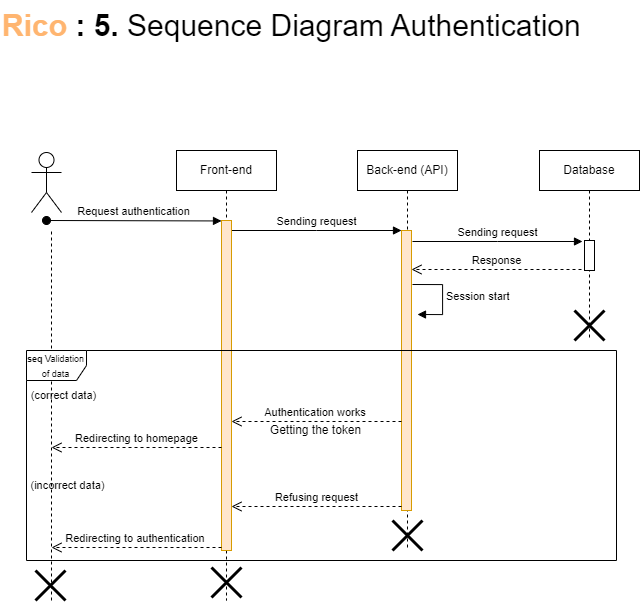 Rico : 5. Sequence Diagram Authentication
Front-end
Back-end (API)
Database
Request authentication
Sending request
Sending request
Response
Session start
seq Validation
of data
(correct data)
Authentication works
Getting the token
Redirecting to homepage
(incorrect data)
Refusing request
Redirecting to authentication